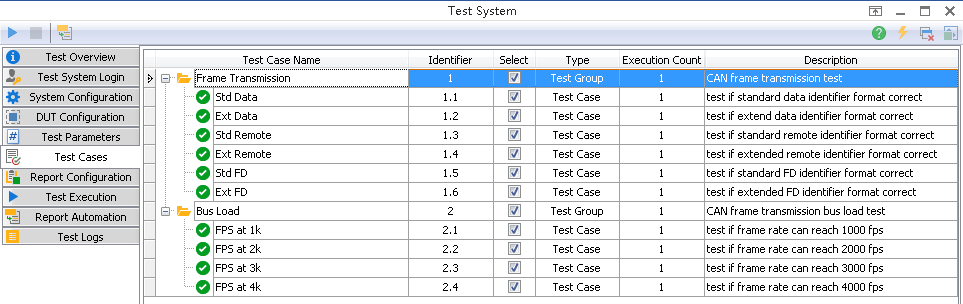 Test System
Test Overview
Test System Login
System Configuration
DUT Configuration
Test Parameters
Test Cases
Report Configuration
Test Execution
Report Automation
Test Logs
Test Case Name Identifier Select Type Execution Count Description
Frame Transmission 1 Test Group 1 CAN frame transmission test
Std Data 1.1 Test Case 1 test if standard data identifier format correct
Ext Data 1.2 Test Case 1 test if extend data identifier format correct
Std Remote 1.3 Test Case 1 test if standard remote identifier format correct
Ext Remote 1.4 Test Case 1 test if extended remote identifier format correct
Std FD 1.5 Test Case 1 test if standard FD identifier format correct
Ext FD 1.6 Test Case 1 test if extended FD identifier format correct
Bus Load 2 Test Group 1 CAN frame transmission bus load test
FPS at 1k 2.1 Test Case 1 test if frame rate can reach 1000 fps
FPS at 2k 2.2 Test Case 1 test if frame rate can reach 2000 fps
FPS at 3k 2.3 Test Case 1 test if frame rate can reach 3000 fps
FPS at 4k 2.4 Test Case 1 test if frame rate can reach 4000 fps